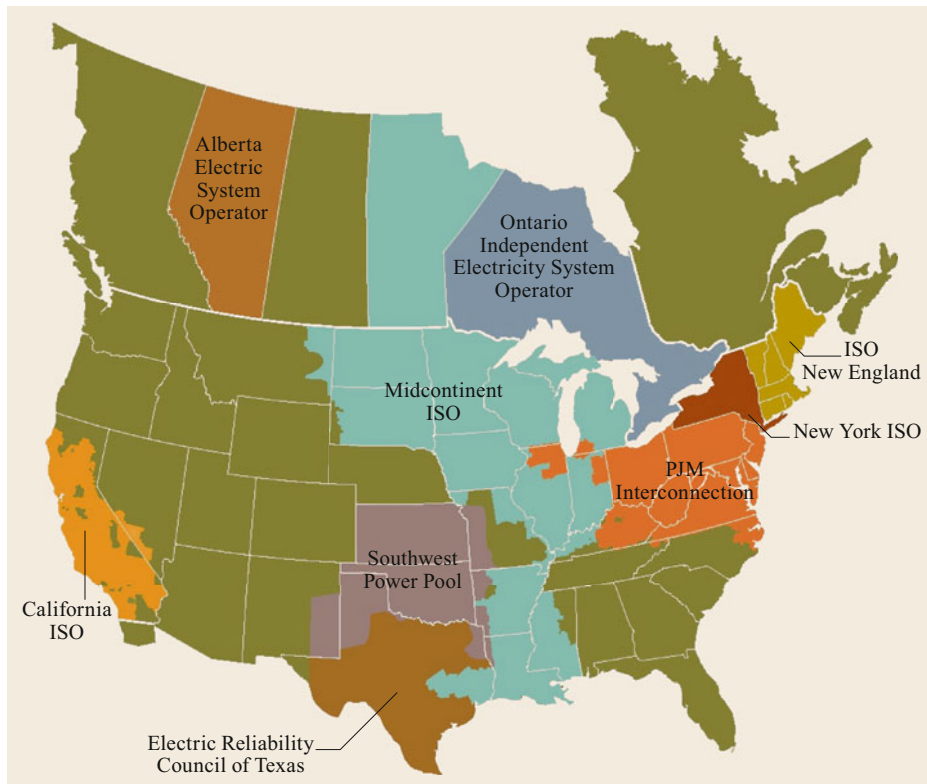 Alberta
Electric
System
Operator
Ontario
Independent
Electricity System
Operator
ISO
New England
Midcontinent
ISO
New York ISO
PJM
Interconnection
Southwest
Power Pool
California
ISO
Electric Reliability
Council of Texas